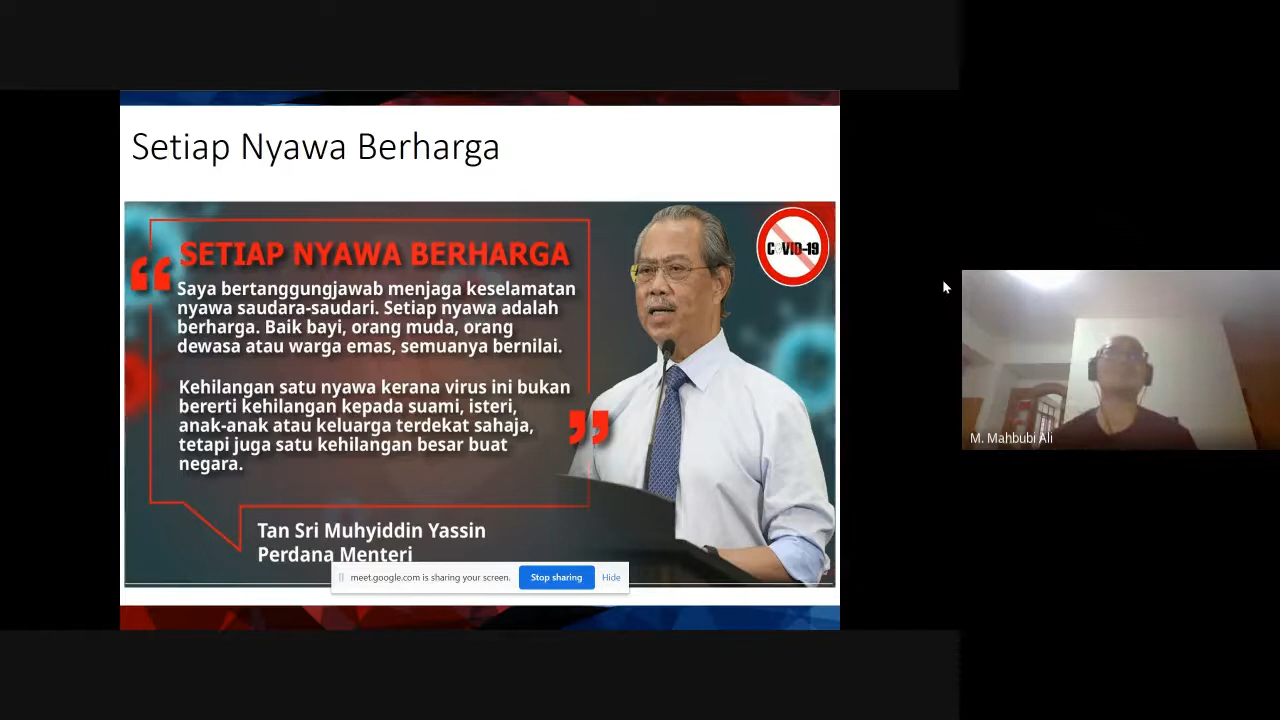 Setiap Nyawa Berharga
SETIAP NYAWA BERHARGA
Saya bertanggungjawab menjaga keselamatan
nyawa saudara-saudari. Setiap nyawa adalah
berharga. Baik bayi, orang muda, orang
dewasa atau warga emas, semuanya bernilai.
Kehilangan satu nyawa kerana virus ini bukan
bererti kehilangan kepada suami, isteri,
anak-anak atau keluarga terdekat sahaja,
tetapi juga satu kehilangan besar buat
negara.
Tan Sri Muhyiddin Yassin
Perdana Menteri
COVID-19
meet.google.com is sharing your screen. Stop sharing Hide
M. Mahbubi Ali